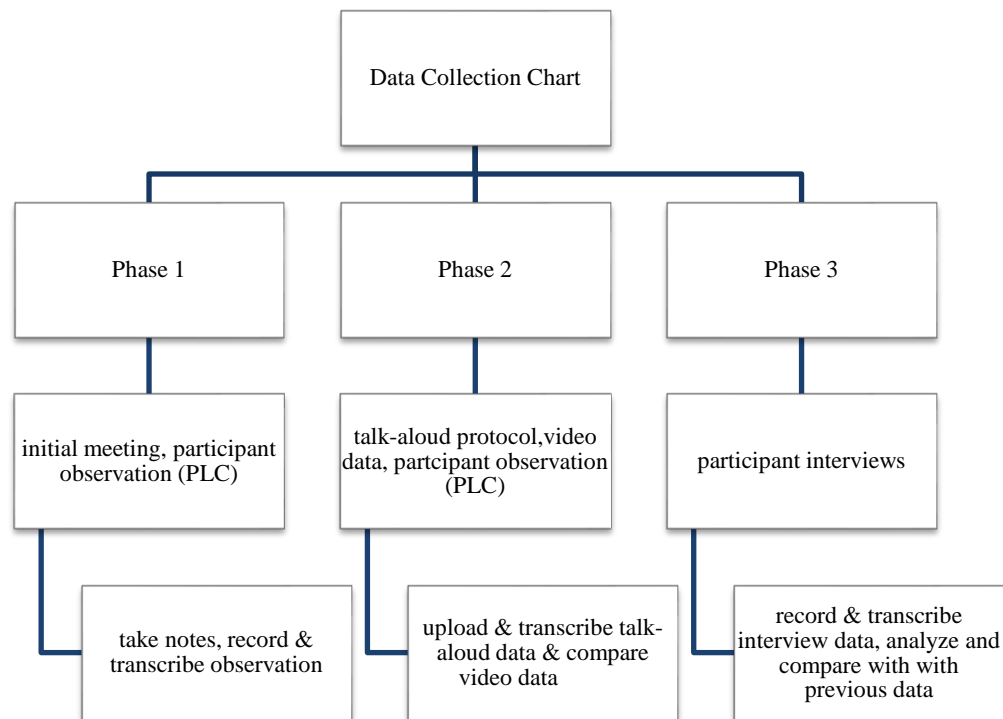 Data Collection Chart
Phase 1
Phase 2
Phase 3
initial meeting, participant
observation (PLC)
talk-aloud protocol,video
data, partcipant observation
(PLC)
participant interviews
take notes, record &
transcribe observation
upload & transcribe talk-
aloud data & compare
video data
record & transcribe
interview data, analyze and
compare with with
previous data